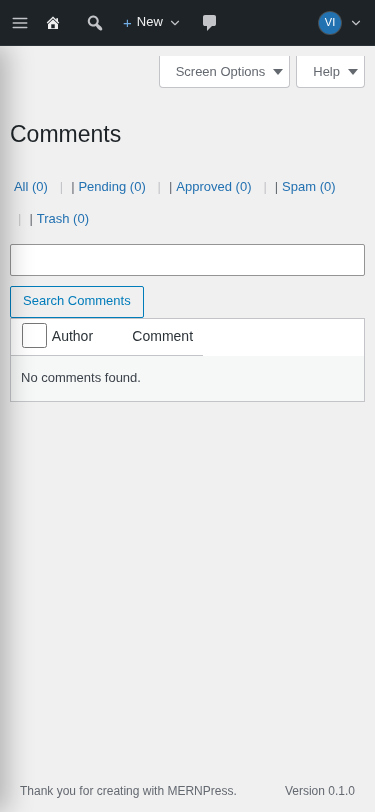 + New VI
Screen Options Help
Comments
All (0) | | Pending (0) | | Approved (0) | | Spam (0)
| | Trash (0)
Search Comments
Author Comment
No comments found.
Thank you for creating with MERNPress. Version 0.1.0